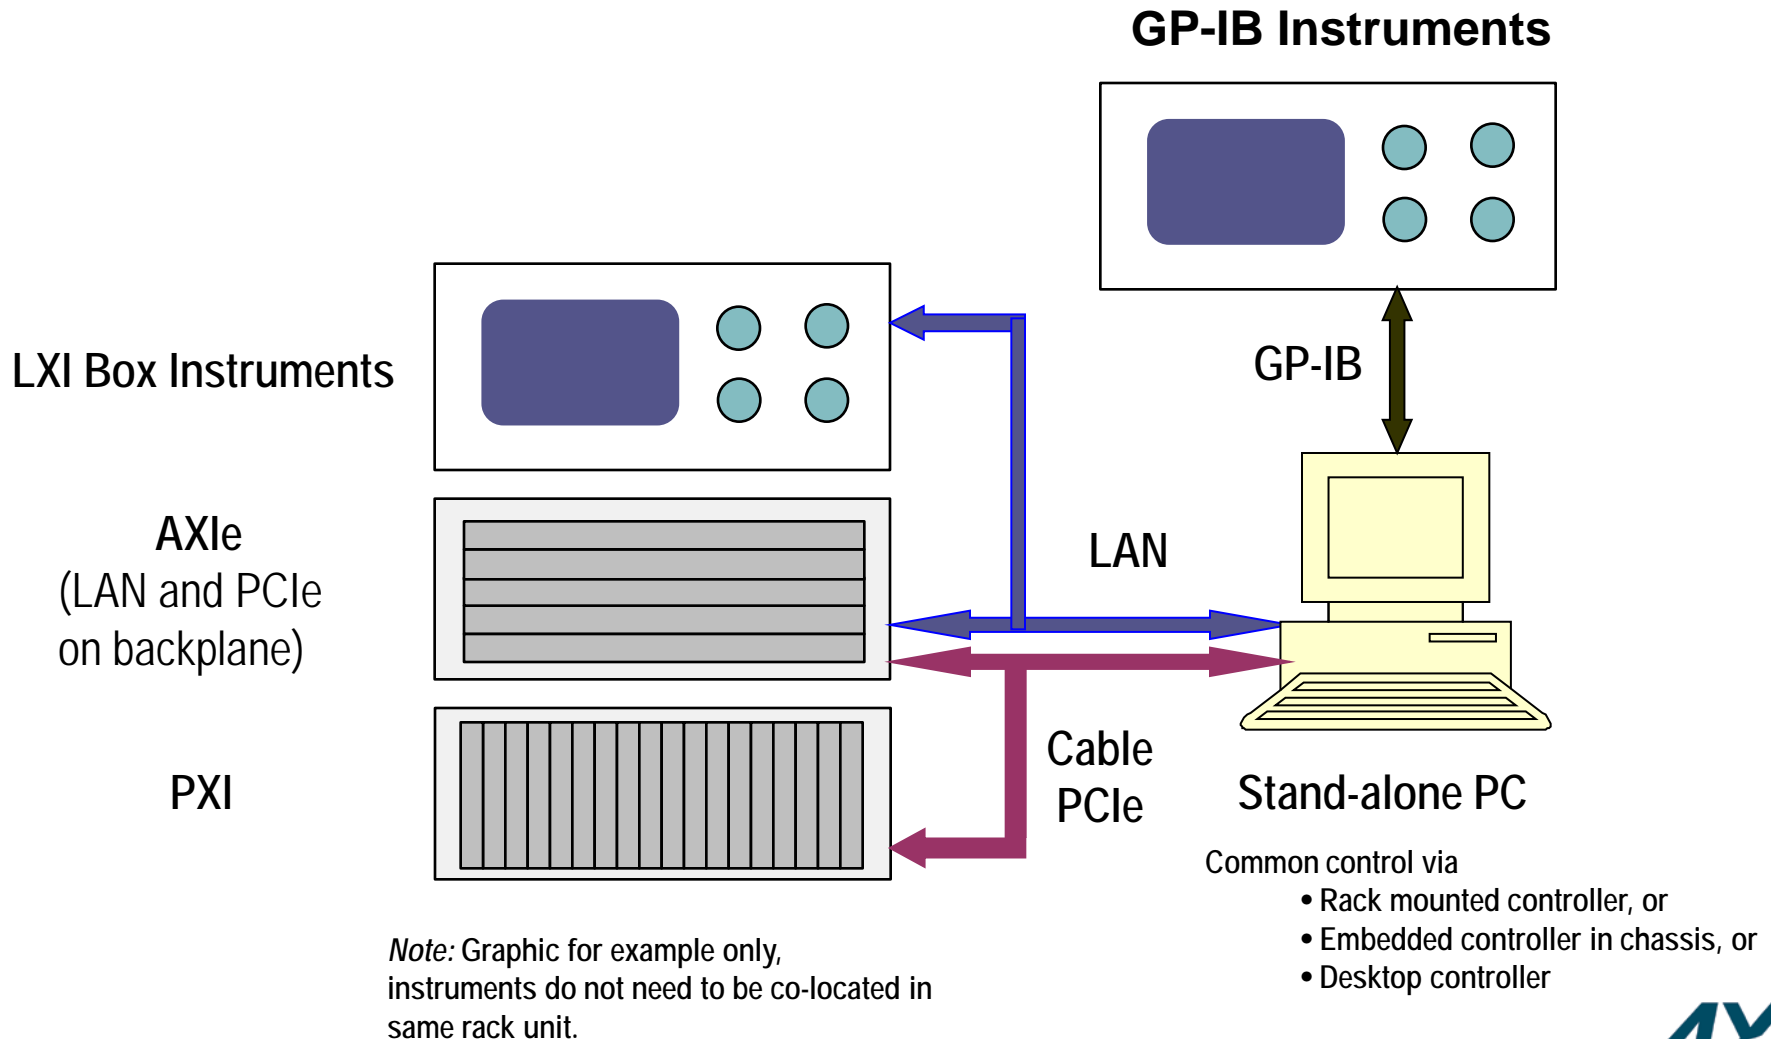 GP-IB Instruments
GP-IB
LXI Box Instruments
AXIe
(LAN and PCIe
on backplane)
LAN
PXI
Cable
PCIe
Stand-alone PC
Common control via
• Rack mounted controller, or
• Embedded controller in chassis, or
• Desktop controller
Note: Graphic for example only,
instruments do not need to be co-located in
same rack unit.